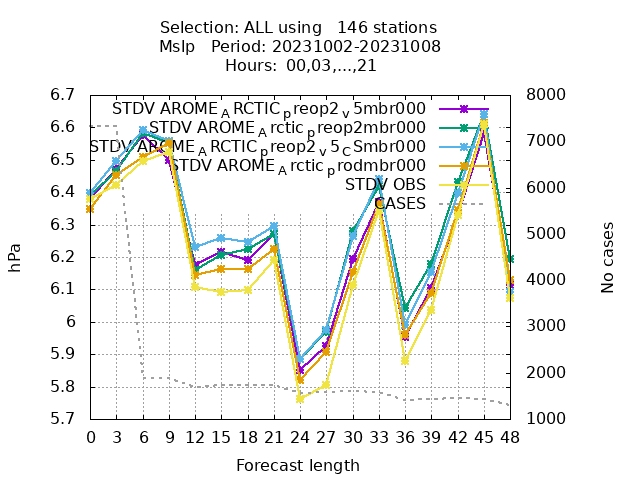 Selection: ALL using   146 stations
Mslp   Period: 20231002-20231008
Hours: 00,03,...,21
STDV AROME_ARCTIC_preop2_v5mbr000
STDV AROME_Arctic_preop2mbr000
STDV AROME_ARCTIC_preop2_v5_CSmbr000
STDV AROME_Arctic_prodmbr000
STDV OBS
CASES
6.7
6.6
6.5
6.4
6.3
6.2
6.1
6
5.9
5.8
5.7
hPa
8000
7000
6000
5000
4000
3000
2000
1000
No cases
0 3 6 9 12 15 18 21 24 27 30 33 36 39 42 45 48
Forecast length